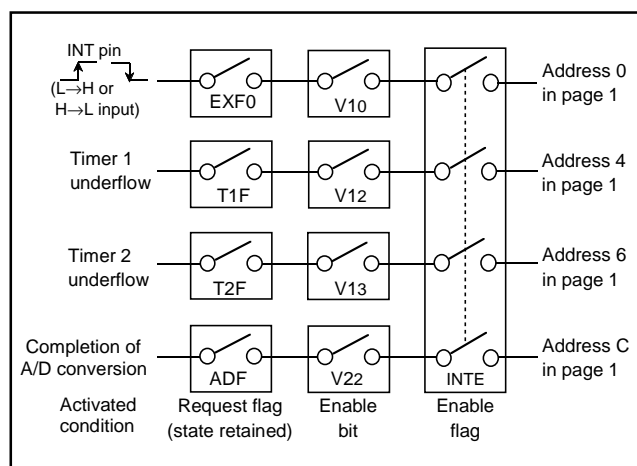 INT pin
(L→H or
H→L input)
EXF0
V10
Address 0
in page 1
Timer 1
underflow
T1F
V12
Address 4
in page 1
Timer 2
underflow
T2F
V13
Address 6
in page 1
Completion of
A/D conversion
ADF
V22
INTE
Address C
in page 1
Activated
condition
Request flag
(state retained)
Enable
bit
Enable
flag